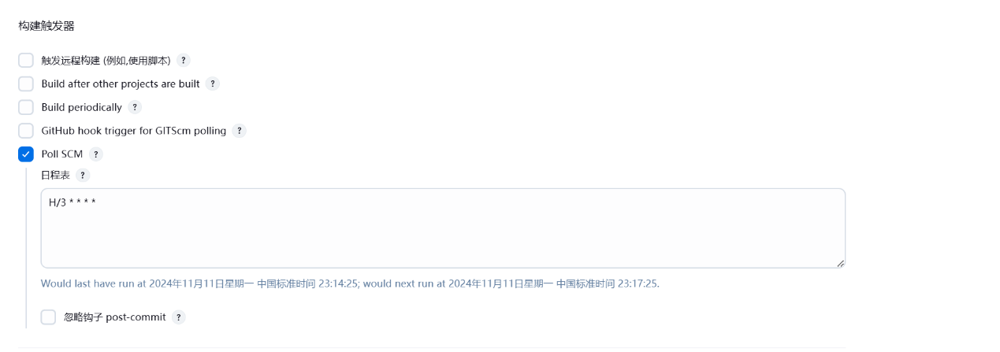 构建触发器
触发远程构建 (例如,使用脚本) ?
Build after other projects are built ?
Build periodically ?
GitHub hook trigger for GITScm polling ?
Poll SCM ?
日程表 ?
H/3 * * * *
Would last have run at 2024年11月11日星期一 中国标准时间 23:14:25; would next run at 2024年11月11日星期一 中国标准时间 23:17:25.
忽略钩子 post-commit ?